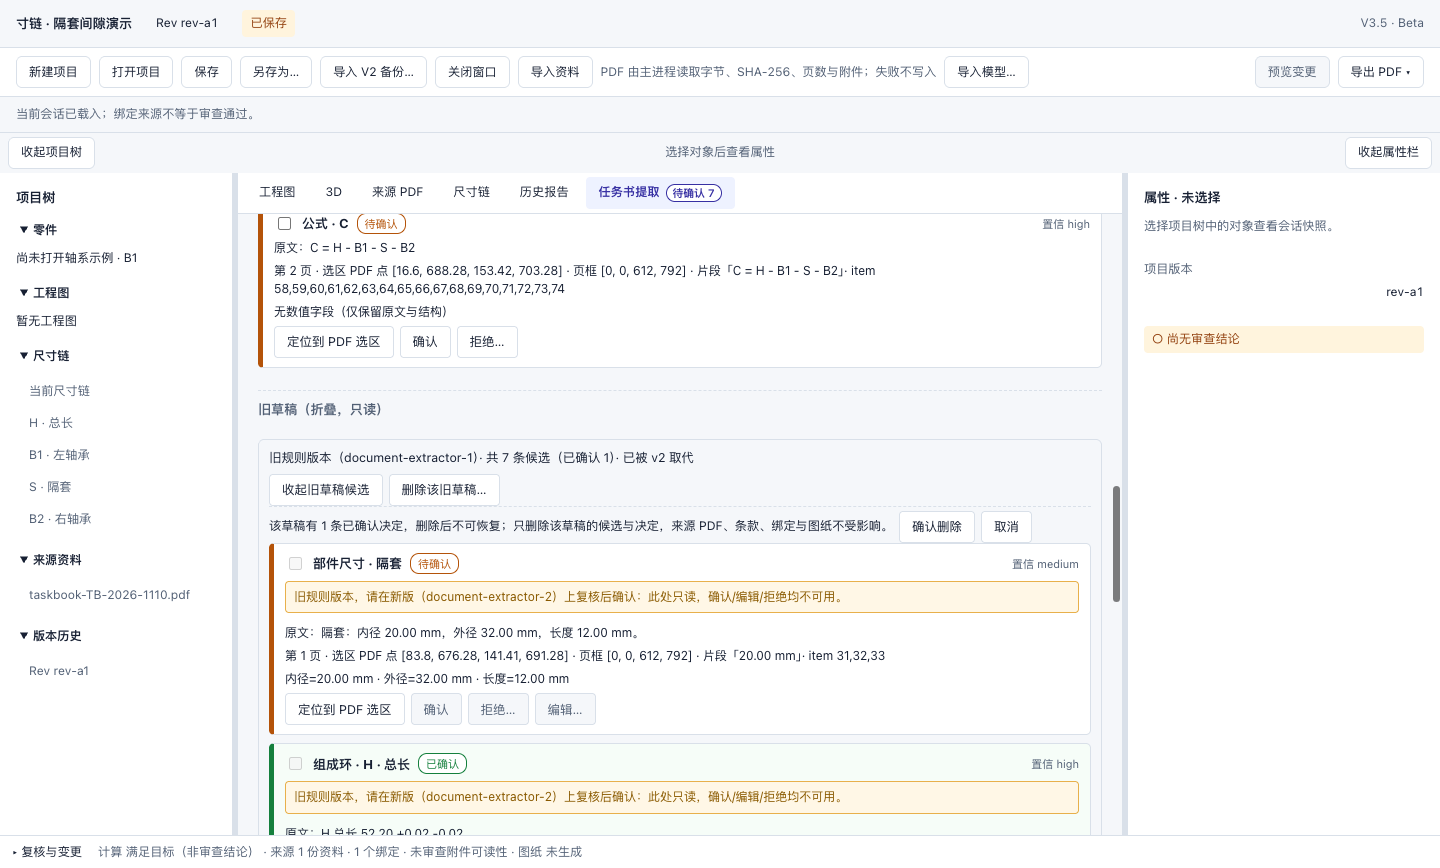 寸链 · 隔套间隙演示 Rev rev-a1 已保存 V3.5 · Beta
新建项目 打开项目 保存 另存为… 导入 V2 备份… 关闭窗口 导入资料 PDF 由主进程读取字节、SHA-256、页数与附件；失败不写入 导入模型… 预览变更 导出 PDF ▾
当前会话已载入；绑定来源不等于审查通过。
收起项目树 选择对象后查看属性 收起属性栏
项目树
▼ 零件
尚未打开轴系示例 · B1
▼ 工程图
暂无工程图
▼ 尺寸链
当前尺寸链
H · 总长
B1 · 左轴承
S · 隔套
B2 · 右轴承
▼ 来源资料
taskbook-TB-2026-1110.pdf
▼ 版本历史
Rev rev-a1
工程图 3D 来源 PDF 尺寸链 历史报告 任务书提取 待确认 7
公式 · C 待确认 置信 high
原文：C = H - B1 - S - B2
第 2 页 · 选区 PDF 点 [16.6, 688.28, 153.42, 703.28] · 页框 [0, 0, 612, 792] · 片段「C = H - B1 - S - B2」· item
58,59,60,61,62,63,64,65,66,67,68,69,70,71,72,73,74
无数值字段（仅保留原文与结构）
定位到 PDF 选区 确认 拒绝…
旧草稿（折叠，只读）
旧规则版本（document-extractor-1）· 共 7 条候选（已确认 1）· 已被 v2 取代
收起旧草稿候选 删除该旧草稿…
该草稿有 1 条已确认决定，删除后不可恢复；只删除该草稿的候选与决定，来源 PDF、条款、绑定与图纸不受影响。 确认删除 取消
部件尺寸 · 隔套 待确认 置信 medium
旧规则版本，请在新版（document-extractor-2）上复核后确认：此处只读，确认/编辑/拒绝均不可用。
原文：隔套：内径 20.00 mm，外径 32.00 mm，长度 12.00 mm。
第 1 页 · 选区 PDF 点 [83.8, 676.28, 141.41, 691.28] · 页框 [0, 0, 612, 792] · 片段「20.00 mm」· item 31,32,33
内径=20.00 mm · 外径=32.00 mm · 长度=12.00 mm
定位到 PDF 选区 确认 拒绝… 编辑…
组成环 · H · 总长 已确认 置信 high
旧规则版本，请在新版（document-extractor-2）上复核后确认：此处只读，确认/编辑/拒绝均不可用。
原文：H 总长 52.20 +0.02 -0.02
属性 · 未选择
选择项目树中的对象查看会话快照。
项目版本
rev-a1
尚无审查结论
▸ 复核与变更 计算 满足目标（非审查结论） · 来源 1 份资料 · 1 个绑定 · 未审查附件可读性 · 图纸 未生成